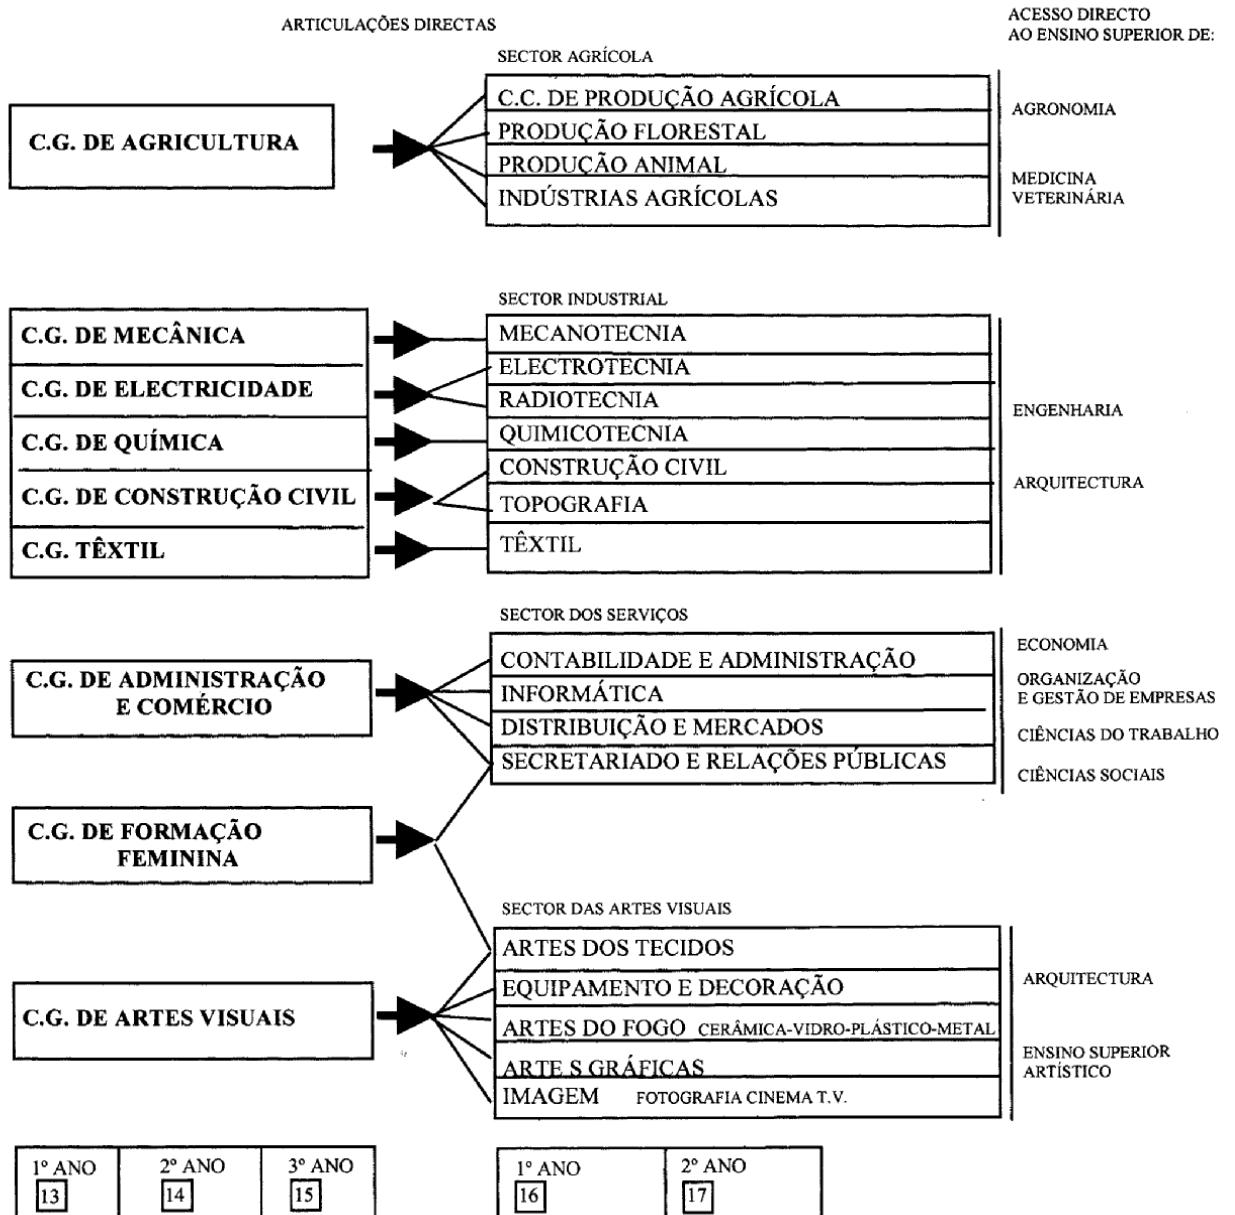 ARTICULAÇÕES DIRECTAS
ACESSO DIRECTO
AO ENSINO SUPERIOR DE:
SECTOR AGRÍCOLA
C.G. DE AGRICULTURA
C.C. DE PRODUÇÃO AGRÍCOLA
PRODUÇÃO FLORESTAL
PRODUÇÃO ANIMAL
INDÚSTRIAS AGRÍCOLAS
AGRONOMIA
MEDICINA
VETERINÁRIA
SECTOR INDUSTRIAL
C.G. DE MECÂNICA
C.G. DE ELECTRICIDADE
C.G. DE QUÍMICA
C.G. DE CONSTRUÇÃO CIVIL
C.G. TÊXTIL
MECANOTECNIA
ELECTROTECNIA
RADIOTECNIA
QUIMICOTECNIA
CONSTRUÇÃO CIVIL
TOPOGRAFIA
TÊXTIL
ENGENHARIA
ARQUITECTURA
SECTOR DOS SERVIÇOS
C.G. DE ADMINISTRAÇÃO
E COMÉRCIO
CONTABILIDADE E ADMINISTRAÇÃO
INFORMÁTICA
DISTRIBUIÇÃO E MERCADOS
SECRETARIADO E RELAÇÕES PÚBLICAS
ECONOMIA
ORGANIZAÇÃO
E GESTÃO DE EMPRESAS
CIÊNCIAS DO TRABALHO
CIÊNCIAS SOCIAIS
C.G. DE FORMAÇÃO
FEMININA
SECTOR DAS ARTES VISUAIS
C.G. DE ARTES VISUAIS
ARTES DOS TECIDOS
EQUIPAMENTO E DECORAÇÃO
ARTES DO FOGO CERÂMICA-VIDRO-PLÁSTICO-METAL
ARTE S GRÁFICAS
IMAGEM FOTOGRAFIA CINEMA T.V.
ARQUITECTURA
ENSINO SUPERIOR
ARTÍSTICO
1º ANO 2º ANO 3º ANO
13 14 15
1º ANO 2º ANO
16 17